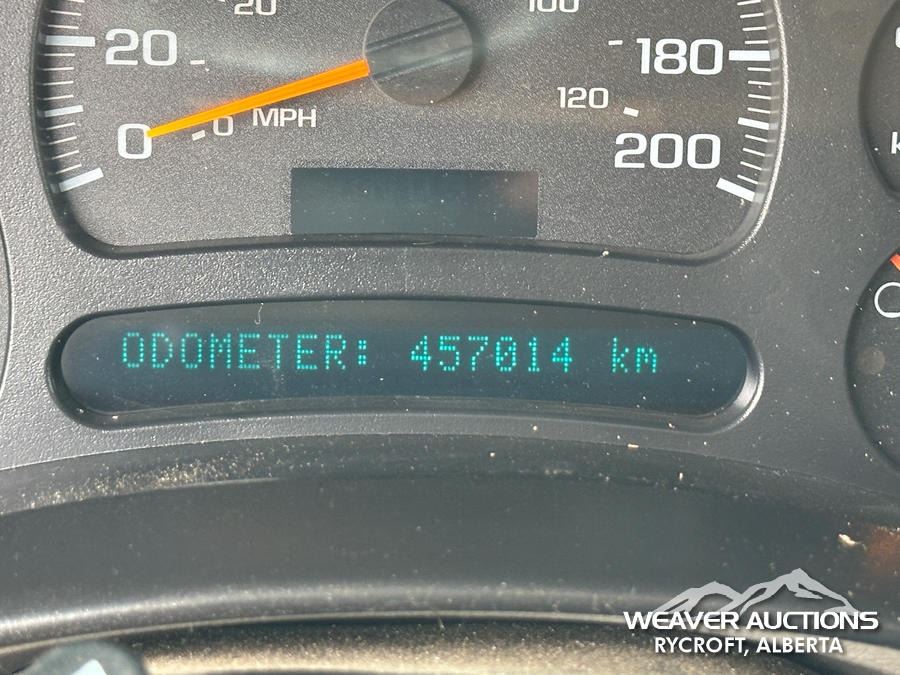 20
100
20
180
120
0
0
MPH
200
ODOMETER: 457014 km
WEAVER AUCTIONS
RYCROFT, ALBERTA